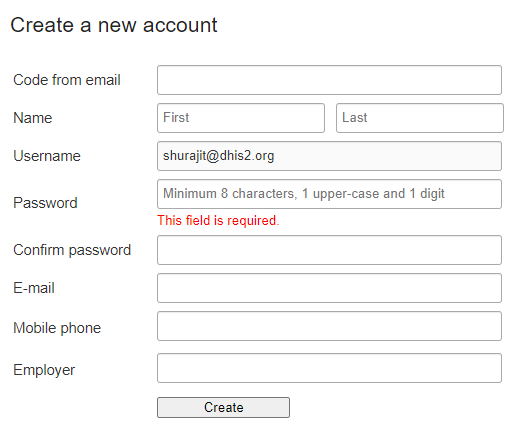 Create a new account
Code from email
Name First Last
Username shurajit@dhis2.org
Password Minimum 8 characters, 1 upper-case and 1 digit
This field is required.
Confirm password
E-mail
Mobile phone
Employer
Create